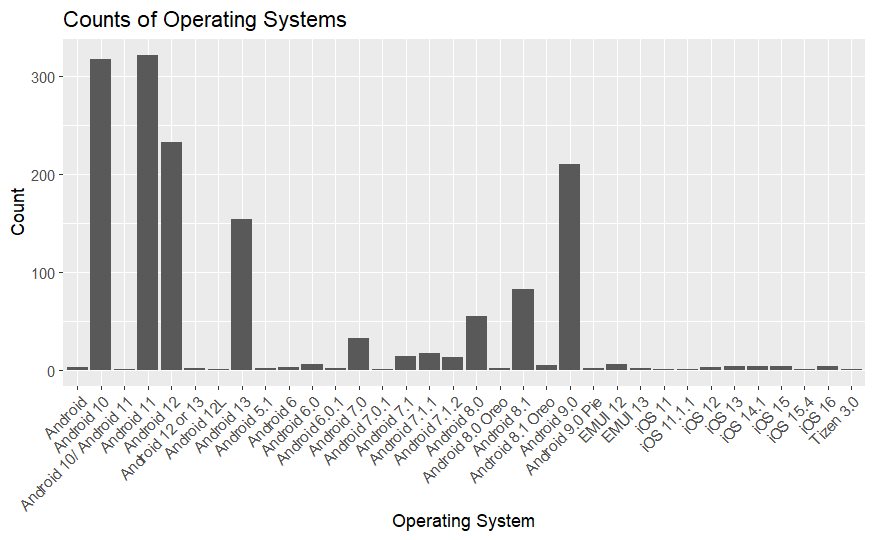 Counts of Operating Systems
Count
300
200
100
0
Android
Android 10
Android 10/ Android 11
Android 11
Android 12
Android 12 or 13
Android 12L
Android 13
Android 5.1
Android 6
Android 6.0
Android 6.0.1
Android 7.0
Android 7.0.1
Android 7.1
Android 7.1.1
Android 7.1.2
Android 8.0
Android 8.0 Oreo
Android 8.1
Android 8.1 Oreo
Android 9.0
Android 9.0 Pie
EMUI 12
EMUI 13
iOS 11
iOS 11.1.1
iOS 12
iOS 13
iOS 14.1
iOS 15
iOS 15.4
iOS 16
Tizen 3.0
Operating System